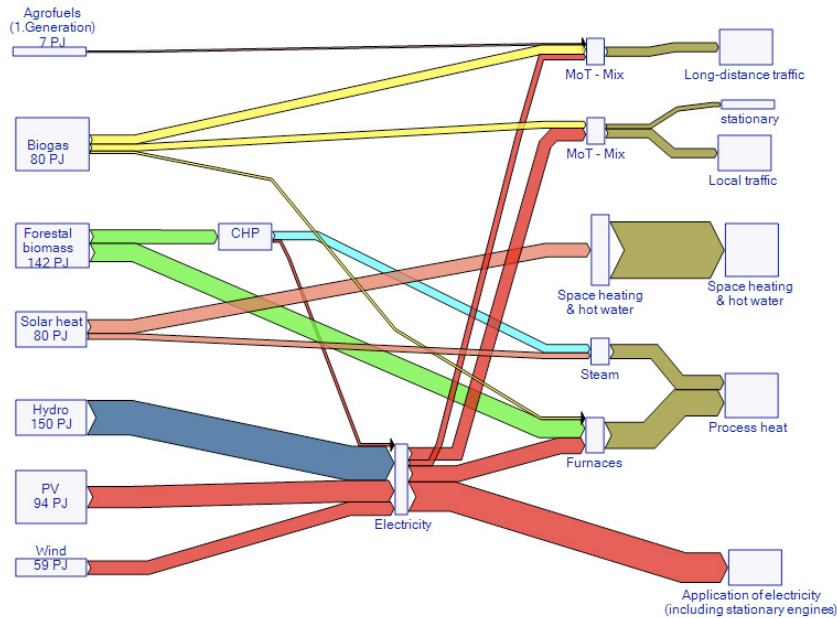 Agrofuels
(1.Generation)
7 PJ
MoT - Mix
Long-distance traffic
stationary
Biogas
80 PJ
MoT - Mix
Local traffic
Forestal
biomass
142 PJ
CHP
Space heating
& hot water
Space heating
& hot water
Solar heat
80 PJ
Steam
Hydro
150 PJ
Process heat
Furnaces
PV
94 PJ
Electricity
Wind
59 PJ
Application of electricity
(including stationary engines)